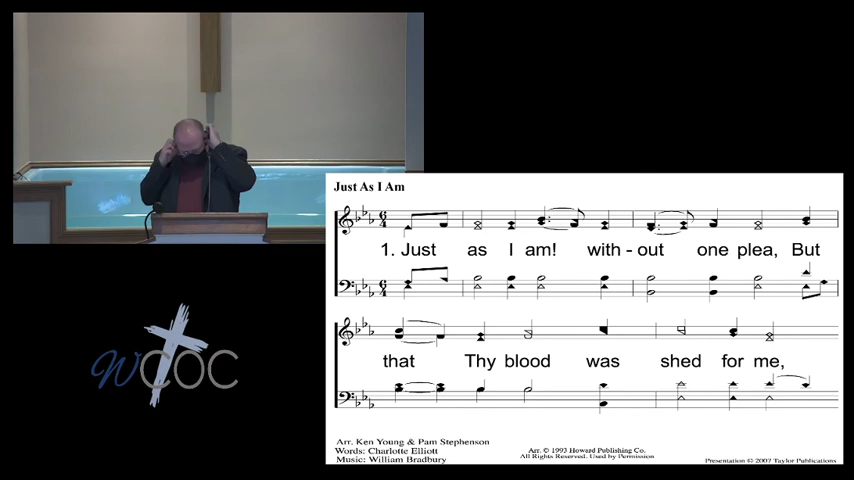 Just As I Am
1. Just as I am! with - out one plea, But
that Thy blood was shed for me,
Arr. Ken Young & Pam Stephenson
Words: Charlotte Elliott
Music: William Bradbury
Arr. © 1993 Howard Publishing Co.
All Rights Reserved. Used by Permission
Presentation © 2007 Taylor Publications
WCOC